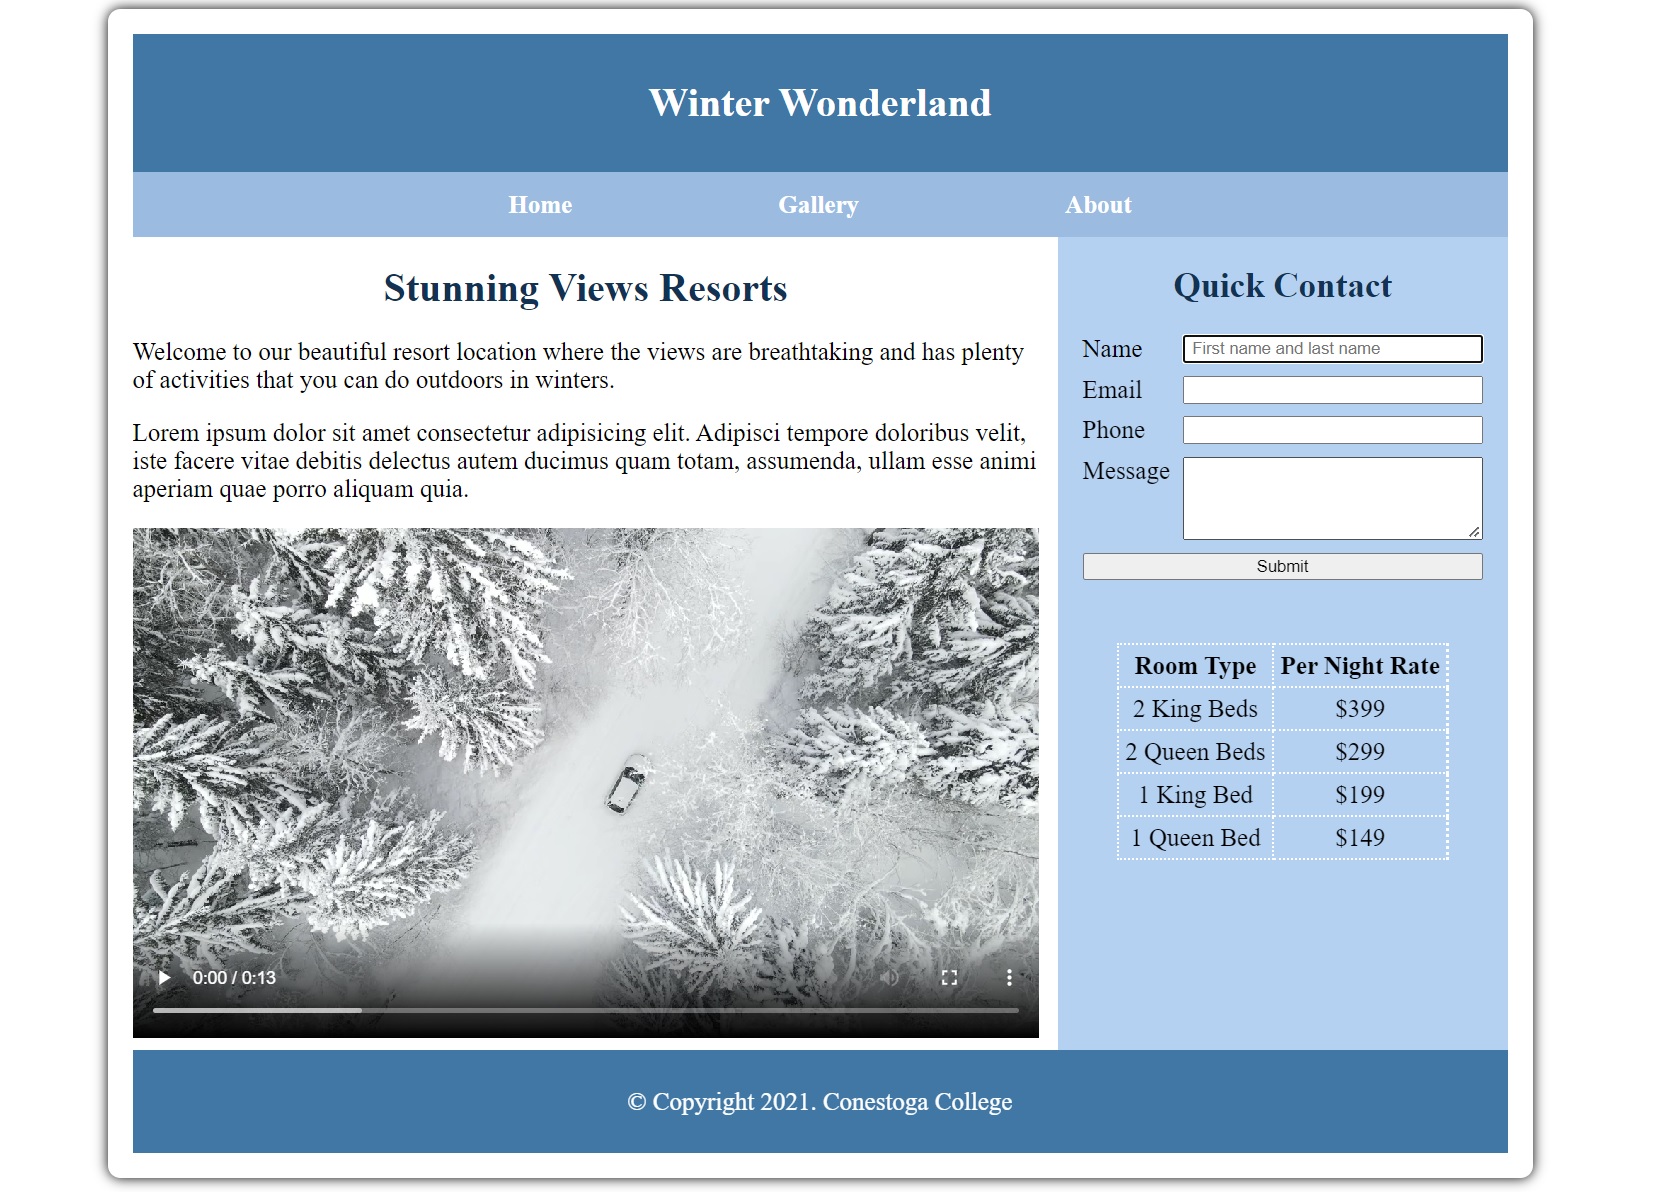 Winter Wonderland
Home Gallery About
Stunning Views Resorts
Welcome to our beautiful resort location where the views are breathtaking and has plenty
of activities that you can do outdoors in winters.
Lorem ipsum dolor sit amet consectetur adipisicing elit. Adipisci tempore doloribus velit,
iste facere vitae debitis delectus autem ducimus quam totam, assumenda, ullam esse animi
aperiam quae porro aliquam quia.
0:00 / 0:13
Quick Contact
Name First name and last name
Email
Phone
Message
Submit
Room Type Per Night Rate
2 King Beds $399
2 Queen Beds $299
1 King Bed $199
1 Queen Bed $149
© Copyright 2021. Conestoga College